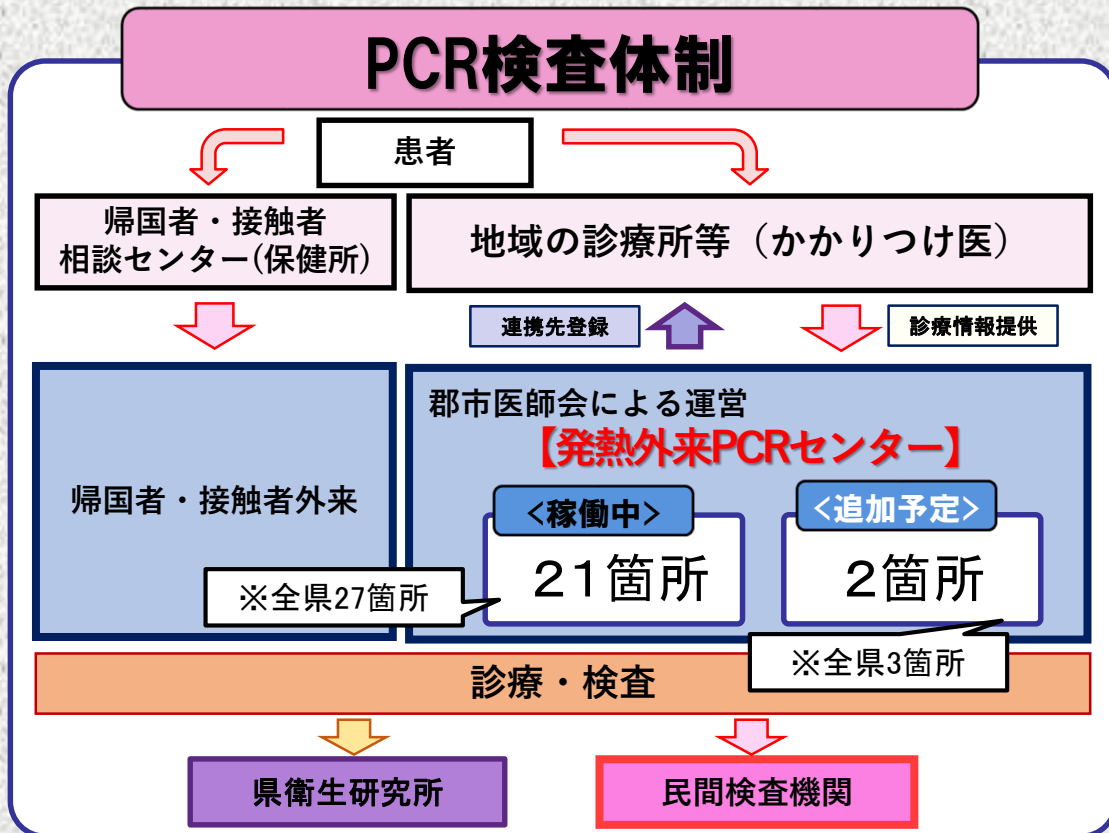 PCR検査体制
患者
帰国者・接触者
相談センター(保健所)
地域の診療所等（かかりつけ医）
連携先登録
診療情報提供
帰国者・接触者外来
郡市医師会による運営
【発熱外来PCRセンター】
<稼働中>
２１箇所
※全県27箇所
<追加予定>
２箇所
※全県3箇所
診療・検査
県衛生研究所
民間検査機関